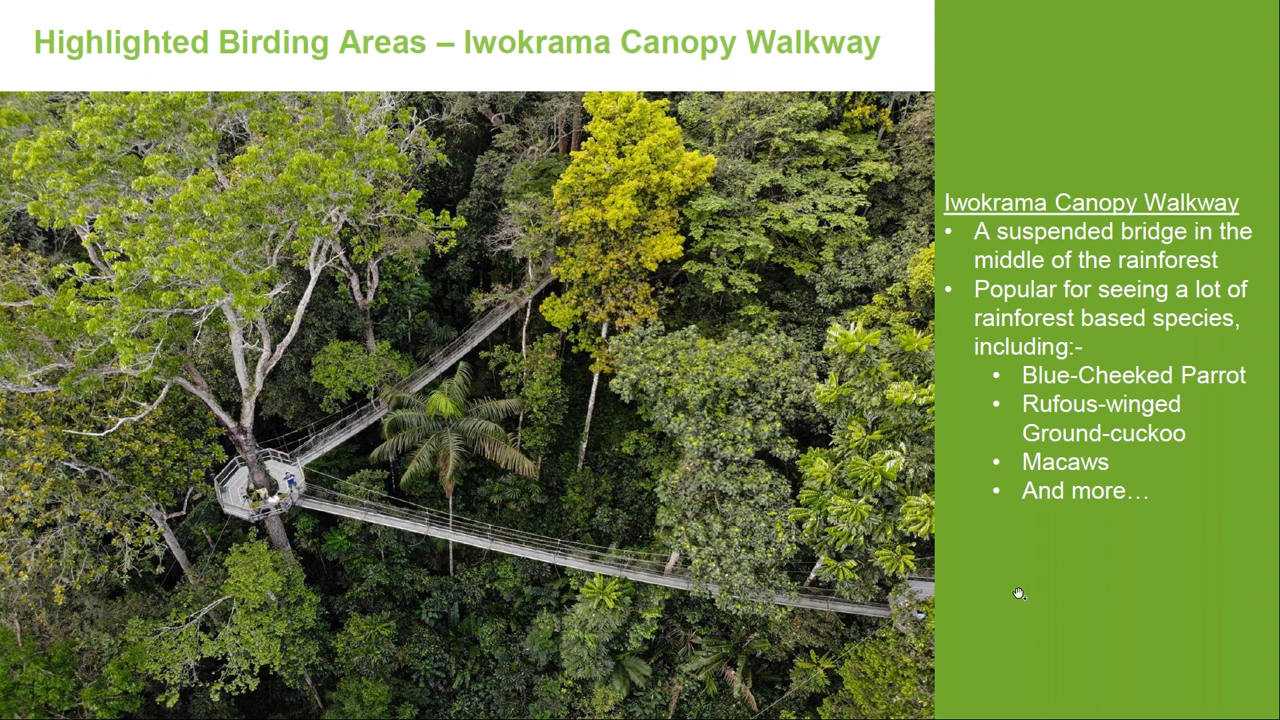 Highlighted Birding Areas – Iwokrama Canopy Walkway
Iwokrama Canopy Walkway
• A suspended bridge in the
middle of the rainforest
• Popular for seeing a lot of
rainforest based species,
including:-
• Blue-Cheeked Parrot
• Rufous-winged
Ground-cuckoo
• Macaws
• And more…